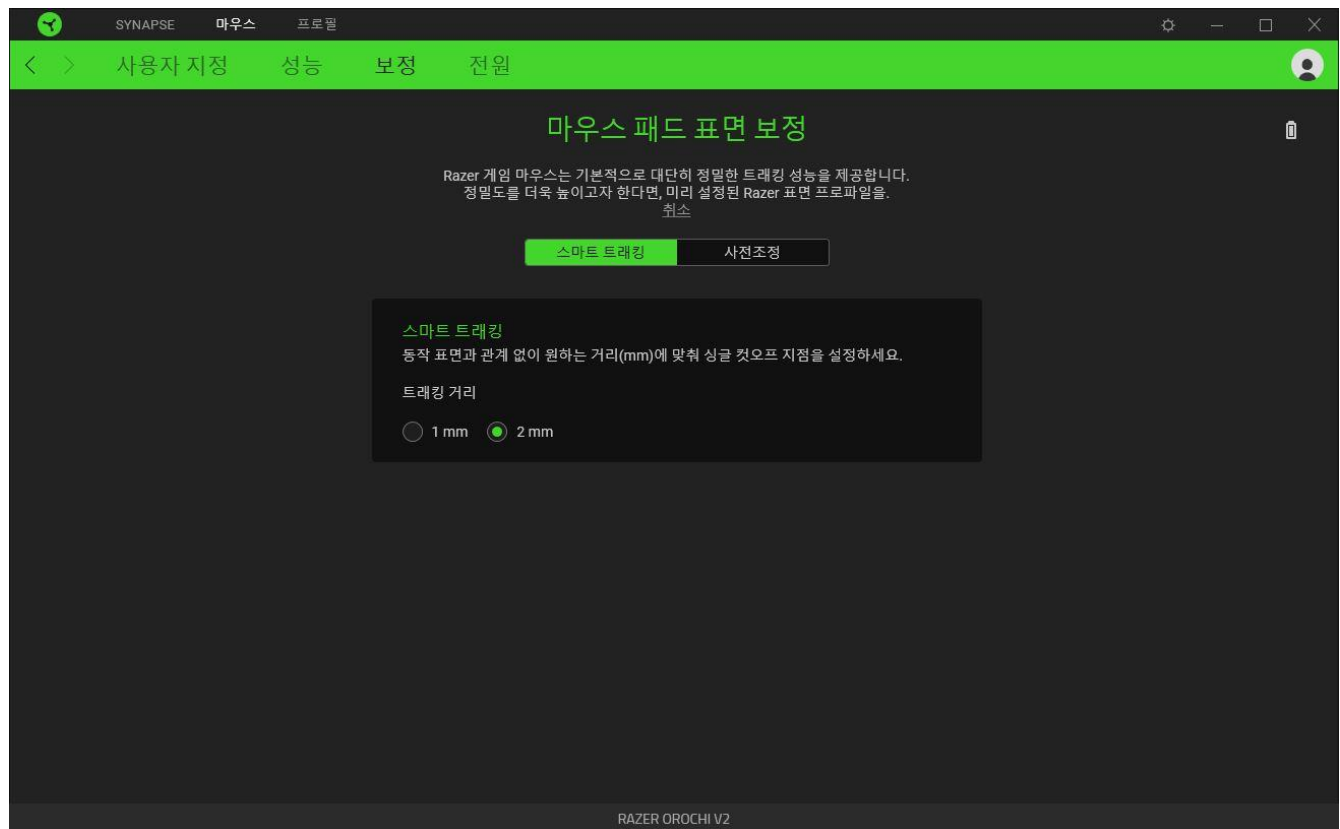 SYNAPSE 마우스 프로필
사용자 지정 성능 보정 전원
마우스 패드 표면 보정
Razer 게임 마우스는 기본적으로 대단히 정밀한 트래킹 성능을 제공합니다.
정밀도를 더욱 높이고자 한다면, 미리 설정된 Razer 표면 프로파일을.
취소
스마트 트래킹 사전조정
스마트 트래킹
동작 표면과 관계 없이 원하는 거리(mm)에 맞춰 싱글 컷오프 지점을 설정하세요.
트래킹 거리
1 mm 2 mm
RAZER OROCHI V2